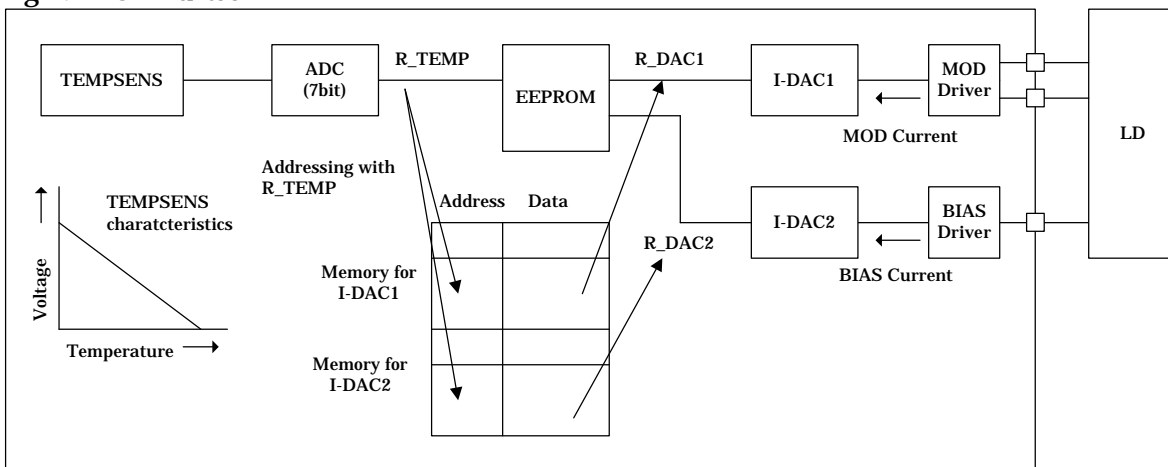 TEMPSENS
ADC
(7bit)
R_TEMP
EEPROM
R_DAC1
I-DAC1
MOD
Driver
MOD Current
LD
Addressing with
R_TEMP
TEMPSENS
charatcteristics
Voltage
Temperature
Address Data
Memory for
I-DAC1
Memory for
I-DAC2
R_DAC2
I-DAC2
BIAS
Driver
BIAS Current